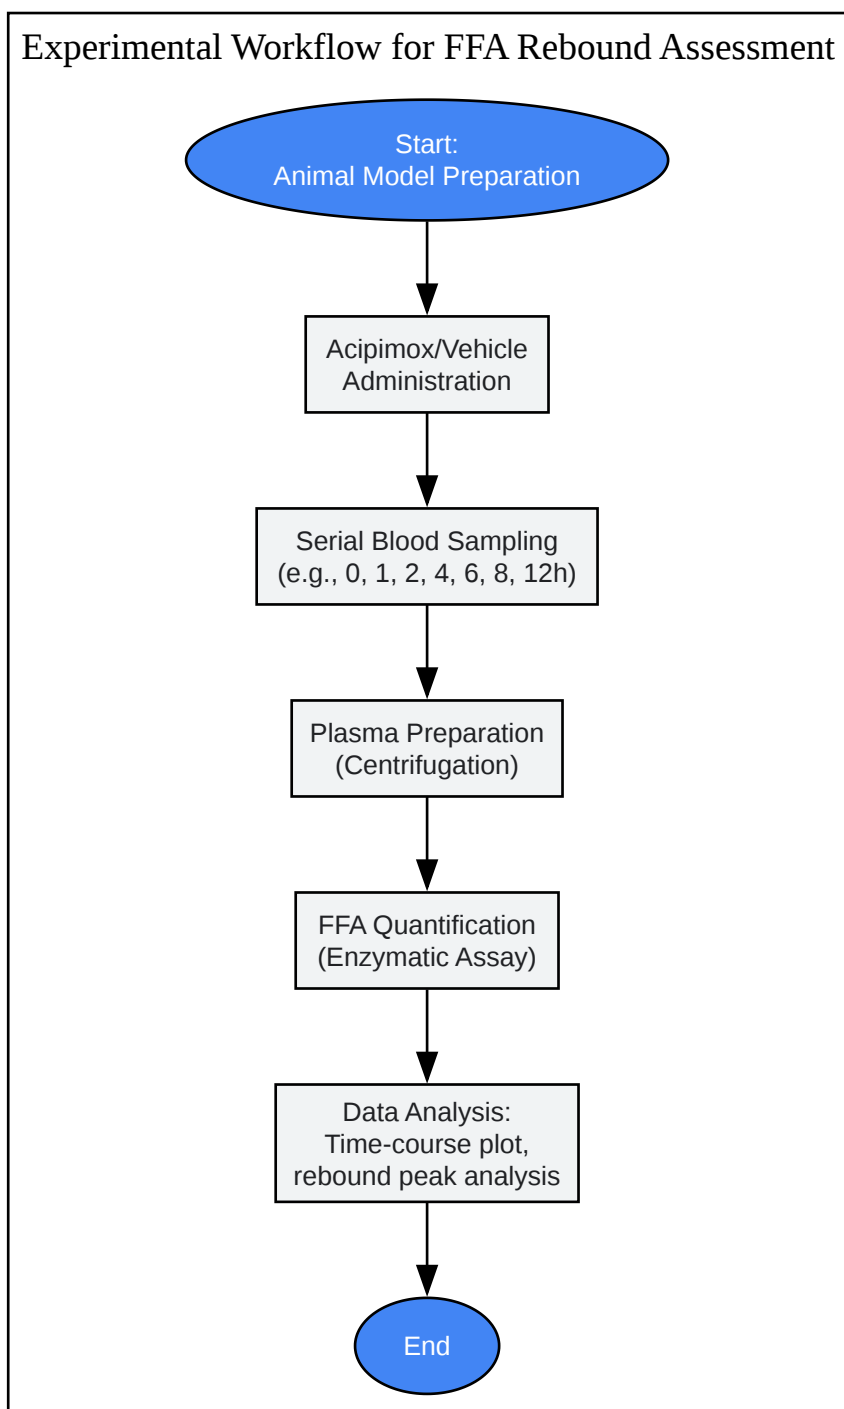 Experimental Workflow for FFA Rebound Assessment
Start:
Animal Model Preparation
Acipimox/Vehicle
Administration
Serial Blood Sampling
(e.g., 0, 1, 2, 4, 6, 8, 12h)
Plasma Preparation
(Centrifugation)
FFA Quantification
(Enzymatic Assay)
Data Analysis:
Time-course plot,
rebound peak analysis
End